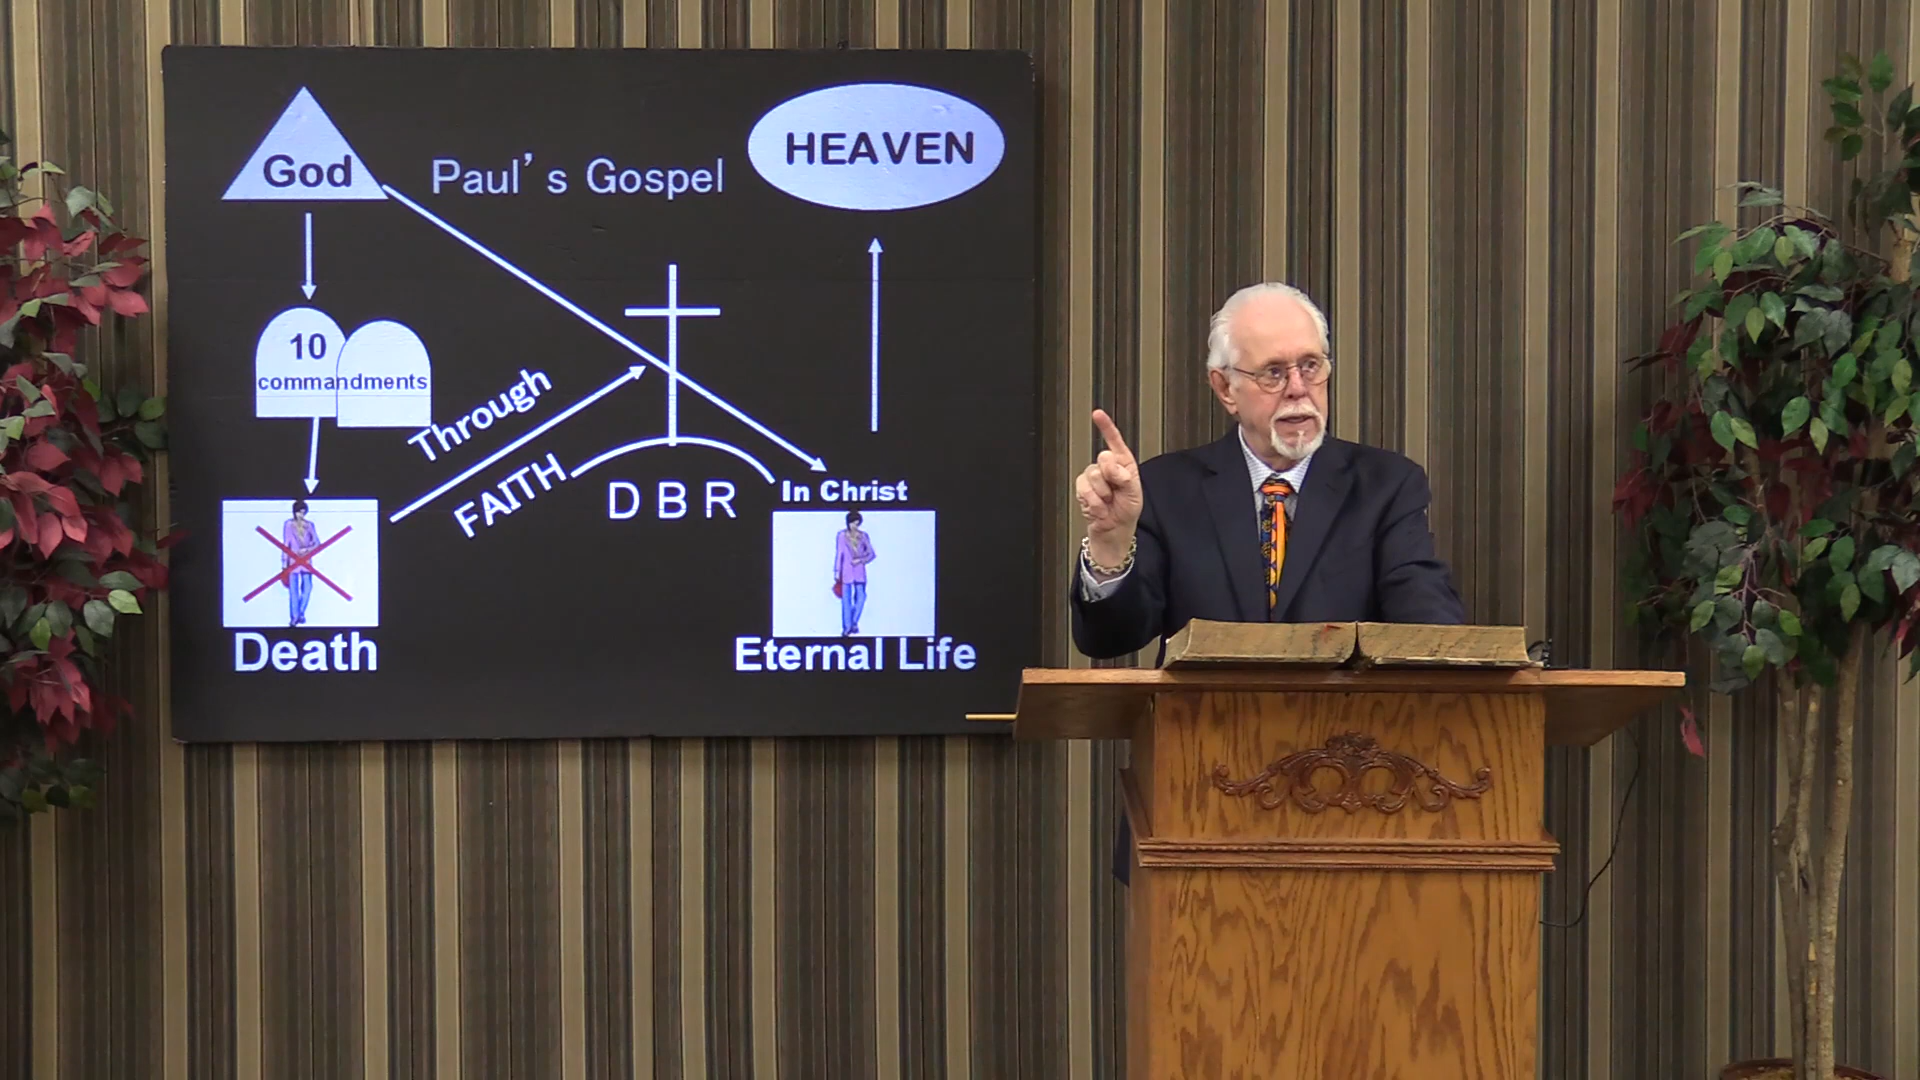 God
Paul's Gospel
HEAVEN
10
commandments
Through
FAITH
D B R
In Christ
Death
Eternal Life